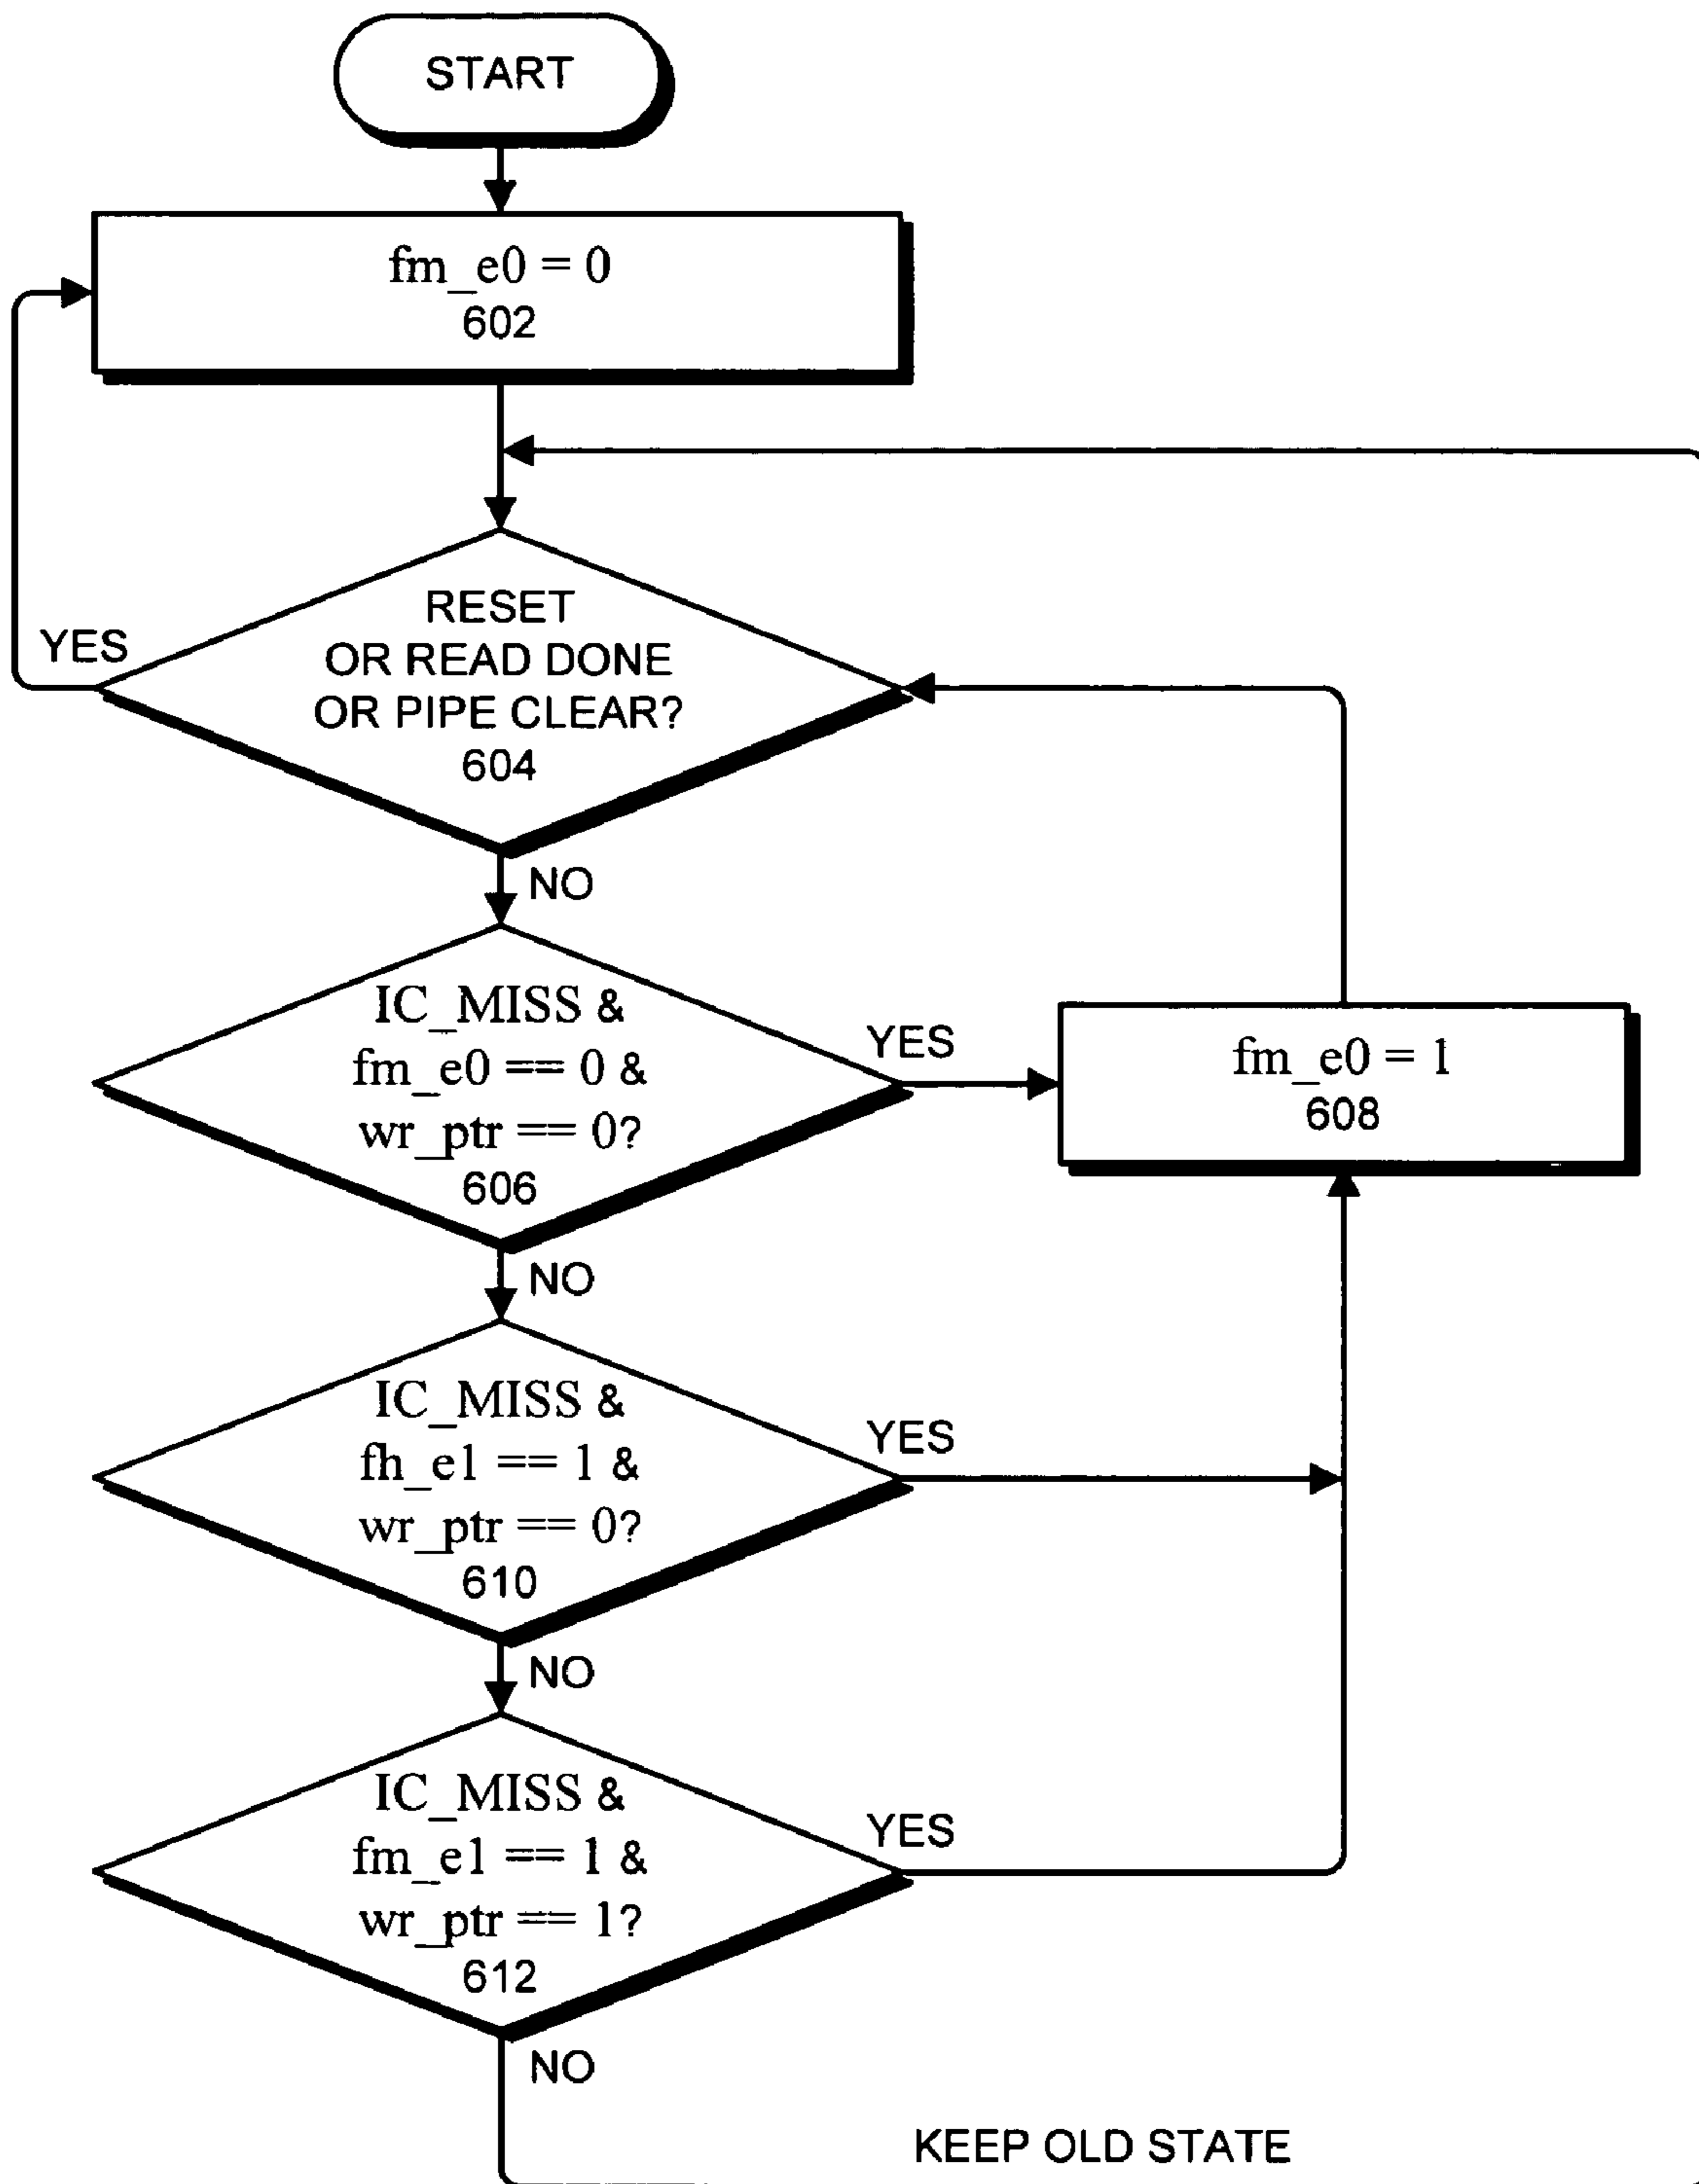 START
fm_e0 = 0
602
RESET
OR READ DONE
OR PIPE CLEAR?
604
YES
NO
IC_MISS &
fm_e0 == 0 &
wr_ptr == 0?
606
YES
fm_e0 = 1
608
NO
IC_MISS &
fh_e1 == 1 &
wr_ptr == 0?
610
YES
NO
IC_MISS &
fm_e1 == 1 &
wr_ptr == 1?
612
YES
NO
KEEP OLD STATE